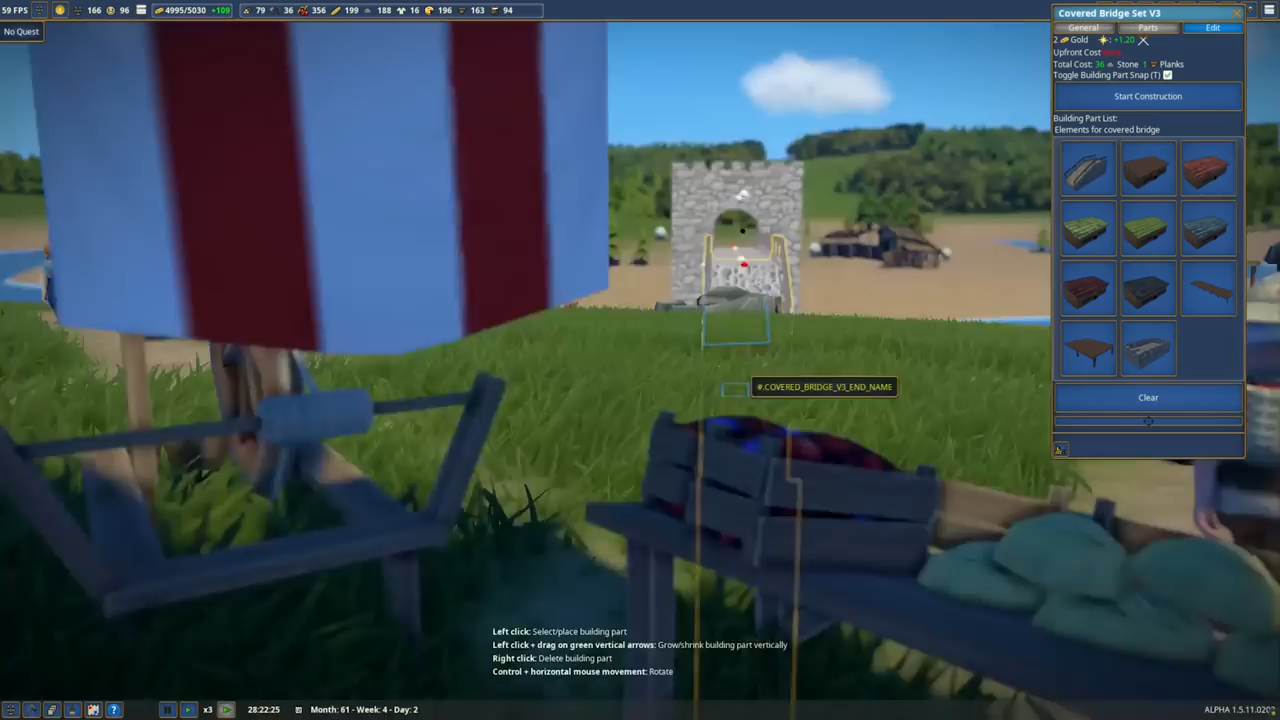 59 FPS
166
96
4995/5030 +109
79
36
356
199
188
16
196
163
94
No Quest
Covered Bridge Set V3
General
Parts
Edit
2 Gold : +1.20
Upfront Cost
Total Cost: 36 Stone 1 Planks
Toggle Building Part Snap (T)
Start Construction
Building Part List:
Elements for covered bridge
Clear
#.COVERED_BRIDGE_V3_END_NAME
Left click: Select/place building part
Left click + drag on green vertical arrows: Grow/shrink building part vertically
Right click: Delete building part
Control + horizontal mouse movement: Rotate
x3
28:22:25
Month: 61 - Week: 4 - Day: 2